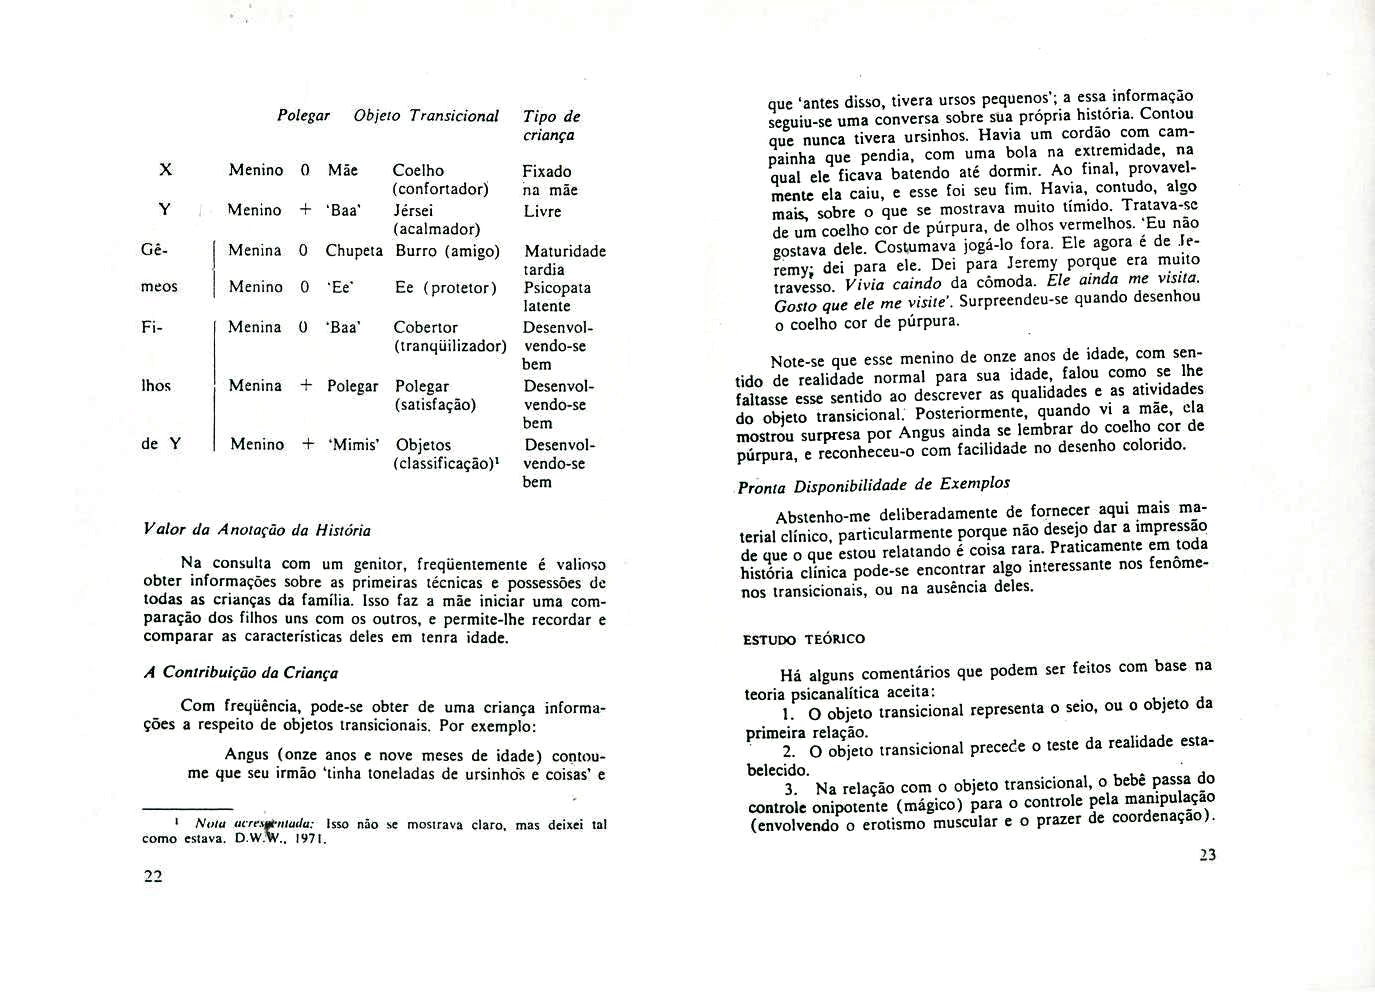 Polegar Objeto Transicional Tipo de
criança
X Menino 0 Mãe Coelho Fixado
(confortador) na mãe
Y Menino + 'Baa' Jérsei Livre
(acalmador)
Gê- Menina 0 Chupeta Burro (amigo) Maturidade
tardia
meos Menino 0 'Ee' Ee (protetor) Psicopata
latente
Fi- Menina 0 'Baa' Cobertor Desenvol-
(tranqüilizador) vendo-se
bem
lhos Menina + Polegar Polegar Desenvol-
(satisfação) vendo-se
bem
de Y Menino + 'Mimis' Objetos Desenvol-
(classificação)¹ vendo-se
bem
Valor da Anotação da História
Na consulta com um genitor, freqüentemente é valioso
obter informações sobre as primeiras técnicas e possessões de
todas as crianças da família. Isso faz a mãe iniciar uma com-
paração dos filhos uns com os outros, e permite-lhe recordar e
comparar as características deles em tenra idade.
A Contribuição da Criança
Com freqüência, pode-se obter de uma criança informa-
ções a respeito de objetos transicionais. Por exemplo:
Angus (onze anos e nove meses de idade) contou-
me que seu irmão 'tinha toneladas de ursinhos e coisas' e
¹ Nota acrescentada: Isso não se mostrava claro, mas deixei tal
como estava. D.W.W., 1971.
22
que 'antes disso, tivera ursos pequenos'; a essa informação
seguiu-se uma conversa sobre sua própria história. Contou
que nunca tivera ursinhos. Havia um cordão com cam-
painha que pendia, com uma bola na extremidade, na
qual ele ficava batendo até dormir. Ao final, provavel-
mente ela caiu, e esse foi seu fim. Havia, contudo, algo
mais, sobre o que se mostrava muito tímido. Tratava-se
de um coelho cor de púrpura, de olhos vermelhos. 'Eu não
gostava dele. Costumava jogá-lo fora. Ele agora é de Je-
remy; dei para ele. Dei para Jeremy porque era muito
travesso. Vivia caindo da cômoda. Ele ainda me visita.
Gosto que ele me visite'. Surpreendeu-se quando desenhou
o coelho cor de púrpura.
Note-se que esse menino de onze anos de idade, com sen-
tido de realidade normal para sua idade, falou como se lhe
faltasse esse sentido ao descrever as qualidades e as atividades
do objeto transicional. Posteriormente, quando vi a mãe, ela
mostrou surpresa por Angus ainda se lembrar do coelho cor de
púrpura, e reconheceu-o com facilidade no desenho colorido.
Pronta Disponibilidade de Exemplos
Abstenho-me deliberadamente de fornecer aqui mais ma-
terial clínico, particularmente porque não desejo dar a impressão
de que o que estou relatando é coisa rara. Praticamente em toda
história clínica pode-se encontrar algo interessante nos fenôme-
nos transicionais, ou na ausência deles.
ESTUDO TEÓRICO
Há alguns comentários que podem ser feitos com base na
teoria psicanalítica aceita:
1. O objeto transicional representa o seio, ou o objeto da
primeira relação.
2. O objeto transicional precede o teste da realidade esta-
belecido.
3. Na relação com o objeto transicional, o bebê passa do
controle onipotente (mágico) para o controle pela manipulação
(envolvendo o erotismo muscular e o prazer de coordenação).
23